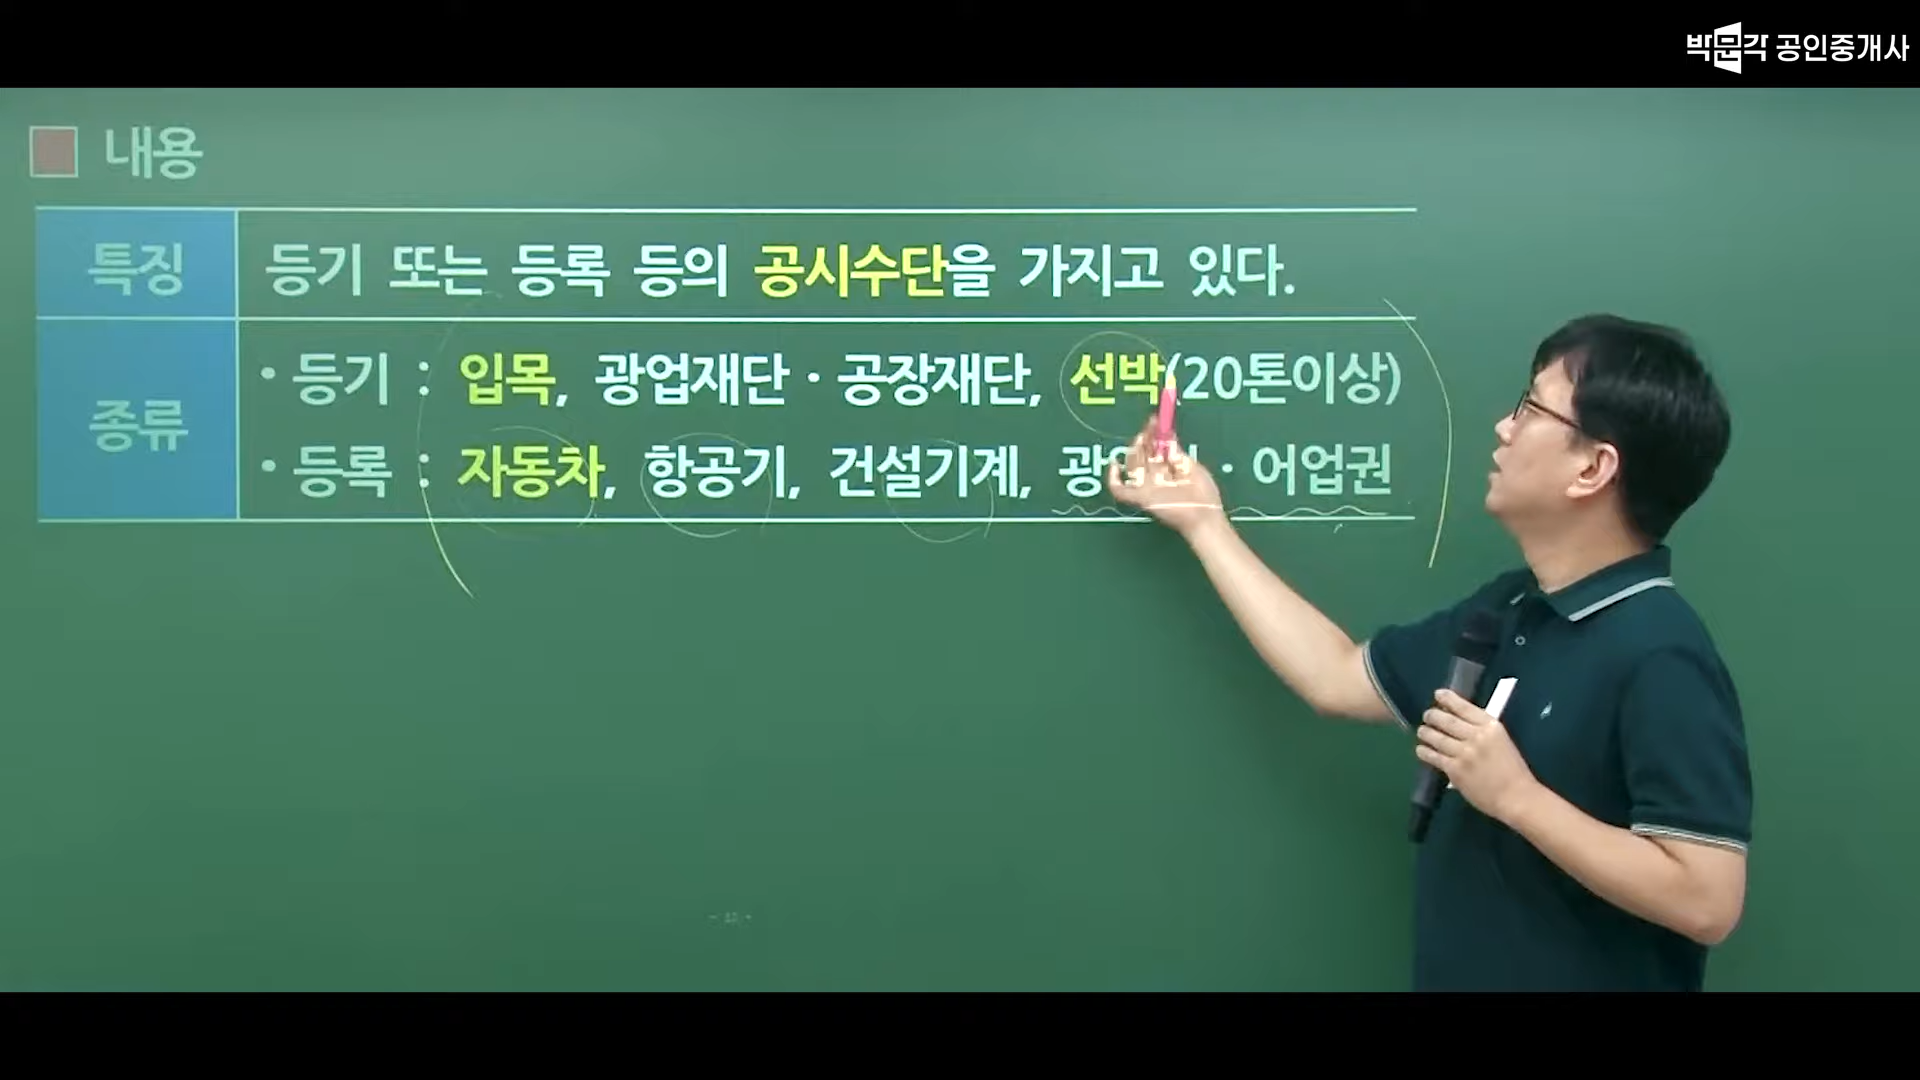 박문각 공인중개사
내용
특징
등기 또는 등록 등의 공시수단을 가지고 있다.
종류
• 등기 : 입목, 광업재단 · 공장재단, 선박(20톤이상)
• 등록 : 자동차, 항공기, 건설기계, 광업권 · 어업권